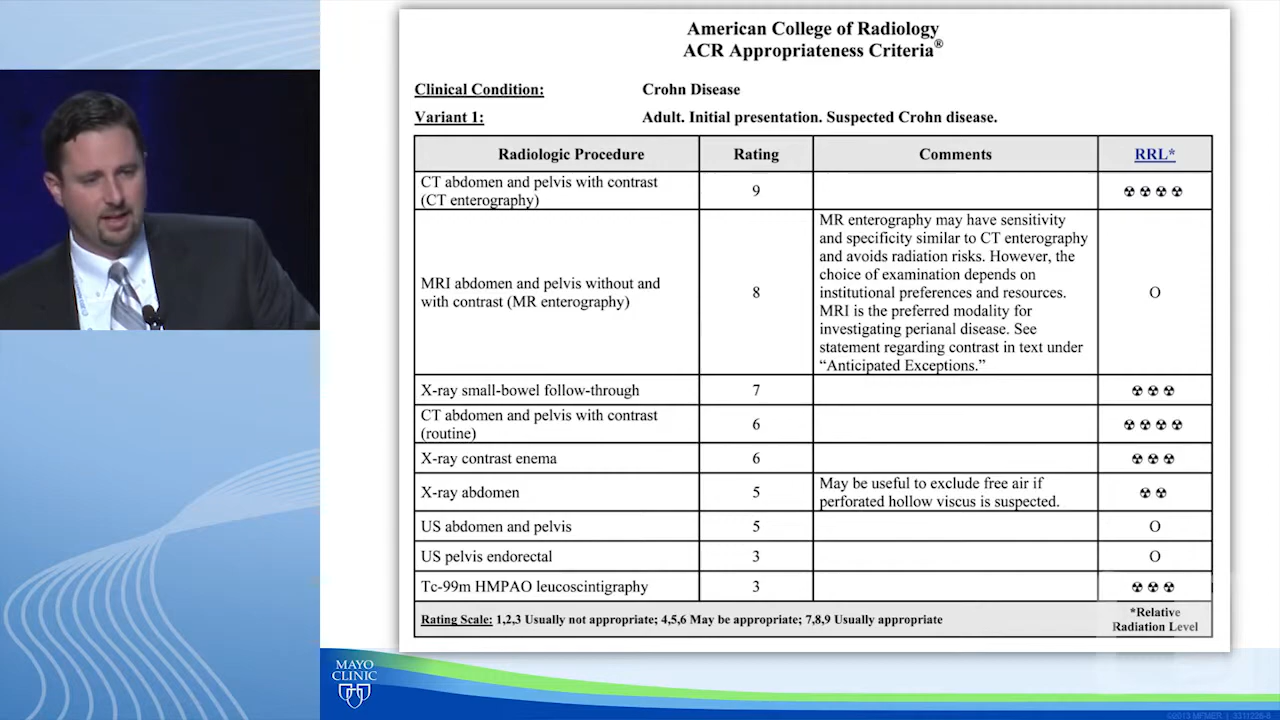 American College of Radiology
ACR Appropriateness Criteria®
Clinical Condition: Crohn Disease
Variant 1: Adult. Initial presentation. Suspected Crohn disease.
Radiologic Procedure Rating Comments RRL*
CT abdomen and pelvis with contrast
(CT enterography)
9
MRI abdomen and pelvis without and
with contrast (MR enterography)
8
MR enterography may have sensitivity
and specificity similar to CT enterography
and avoids radiation risks. However, the
choice of examination depends on
institutional preferences and resources.
MRI is the preferred modality for
investigating perianal disease. See
statement regarding contrast in text under
“Anticipated Exceptions.”
O
X-ray small-bowel follow-through 7
CT abdomen and pelvis with contrast
(routine)
6
X-ray contrast enema 6
X-ray abdomen 5
May be useful to exclude free air if
perforated hollow viscus is suspected.
US abdomen and pelvis 5 O
US pelvis endorectal 3 O
Tc-99m HMPAO leucoscintigraphy 3
Rating Scale: 1,2,3 Usually not appropriate; 4,5,6 May be appropriate; 7,8,9 Usually appropriate
*Relative
Radiation Level
MAYO
CLINIC
©2013 MFMER | 3311226-8